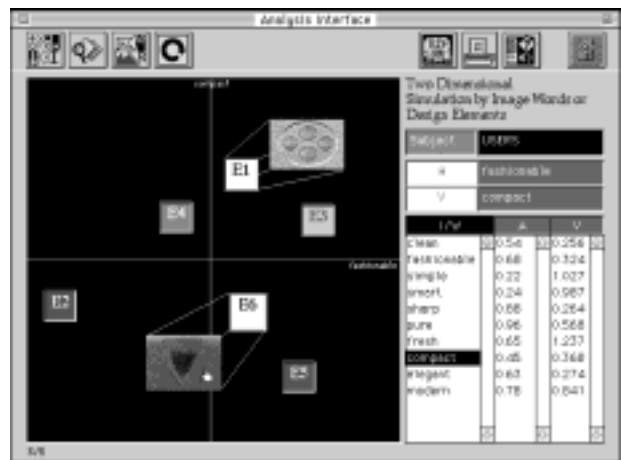 Analysis Interface
compact
E1
E4
E3
fashionable
E2
E6
E5
Two Dimensional
Simulation by Image Words or
Design Elements
Subject USERS
fashionable
compact
I/W A V
clean 0.54 0.256
fashionable 0.68 0.324
simple 0.22 1.027
smart 0.24 0.987
sharp 0.88 0.264
pure 0.96 0.568
fresh 0.65 1.237
compact 0.45 0.368
elegant 0.63 0.274
modern 0.78 0.841